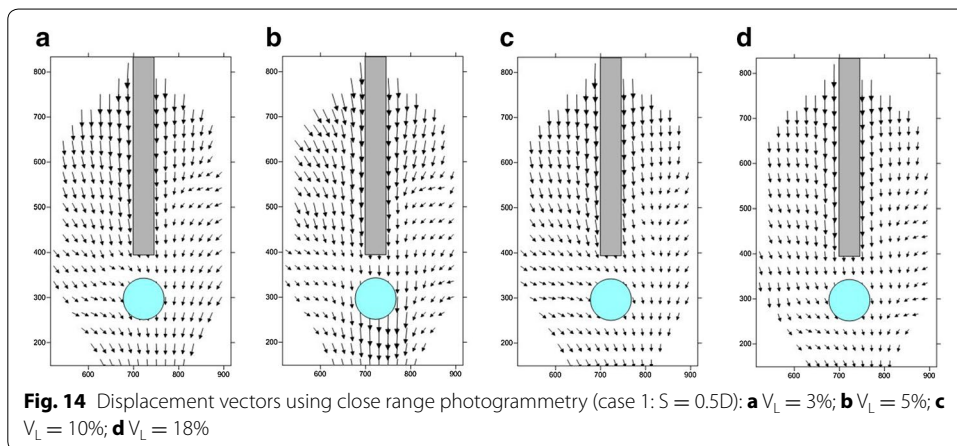 a b c d
800 800 800 800
700 700 700 700
600 600 600 600
500 500 500 500
400 400 400 400
300 300 300 300
200 200 200 200
600 700 800 900 600 700 800 900 600 700 800 900 600 700 800 900
Fig. 14 Displacement vectors using close range photogrammetry (case 1: S = 0.5D): a V_L = 3%; b V_L = 5%; c
V_L = 10%; d V_L = 18%